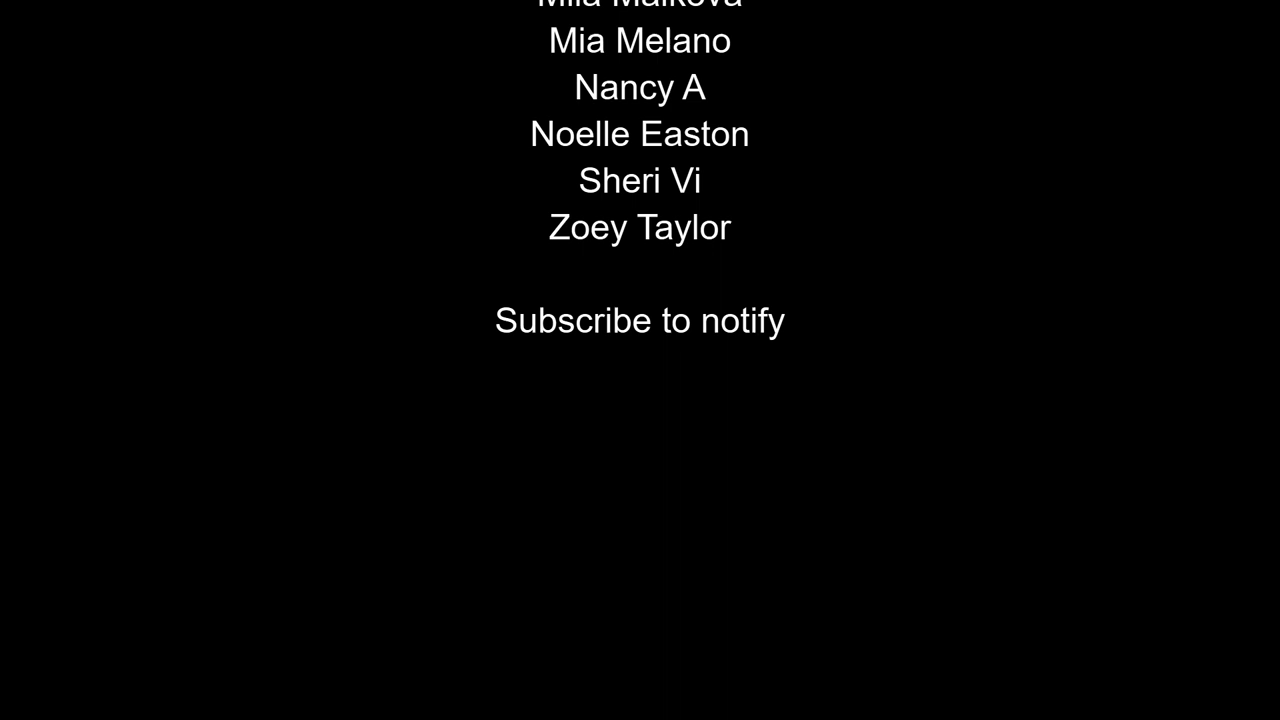 Mia Melano
Nancy A
Noelle Easton
Sheri Vi
Zoey Taylor
Subscribe to notify